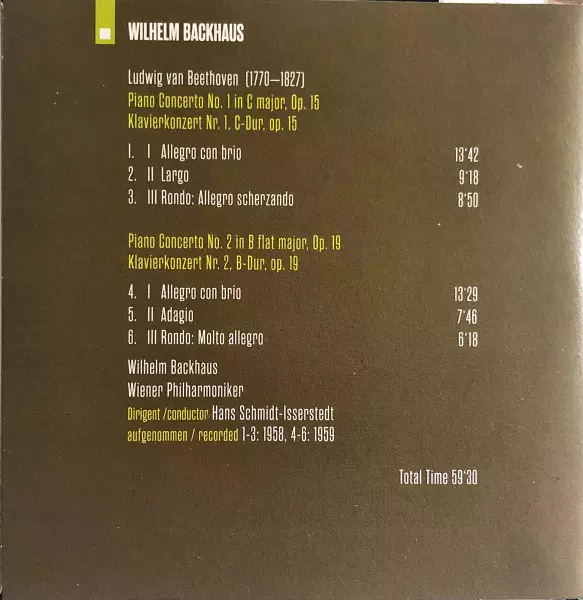 WILHELM BACKHAUS
Ludwig van Beethoven (1770–1827)
Piano Concerto No. 1 in C major, Op. 15
Klavierkonzert Nr. 1, C-Dur, op. 15
1. I Allegro con brio 13'42
2. II Largo 9'18
3. III Rondo: Allegro scherzando 8'50
Piano Concerto No. 2 in B flat major, Op. 19
Klavierkonzert Nr. 2, B-Dur, op. 19
4. I Allegro con brio 13'29
5. II Adagio 7'46
6. III Rondo: Molto allegro 6'18
Wilhelm Backhaus
Wiener Philharmoniker
Dirigent /conductor Hans Schmidt-Isserstedt
aufgenommen / recorded 1-3: 1958, 4-6: 1959
Total Time 59'30